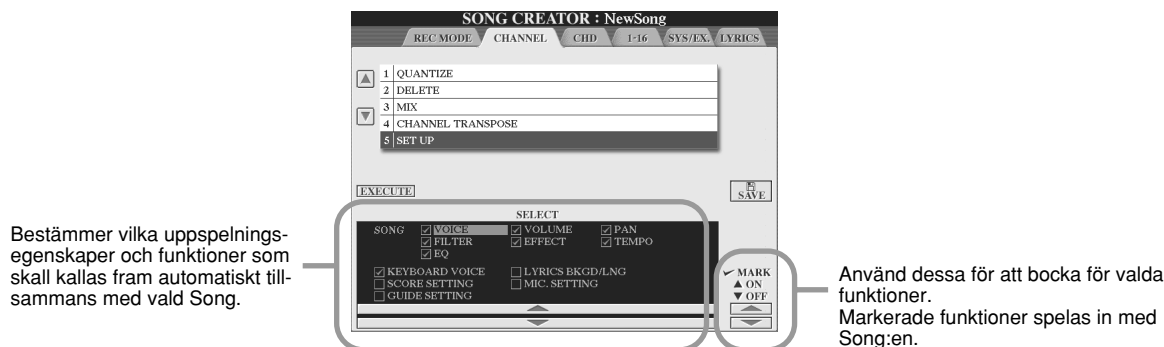 SONG CREATOR : NewSong
REC MODE CHANNEL CHD 1-16 SYS/EX. LYRICS
1 QUANTIZE
2 DELETE
3 MIX
4 CHANNEL TRANSPOSE
5 SET UP
EXECUTE
SAVE
SELECT
SONG VOICE VOLUME PAN
FILTER EFFECT TEMPO
EQ
KEYBOARD VOICE LYRICS BKGD/LNG
SCORE SETTING MIC. SETTING
GUIDE SETTING
MARK
▲ ON
▼ OFF
Bestämmer vilka uppspelnings-
egenskaper och funktioner som
skall kallas fram automatiskt till-
sammans med vald Song.
Använd dessa för att bocka för valda
funktioner.
Markerade funktioner spelas in med
Song:en.